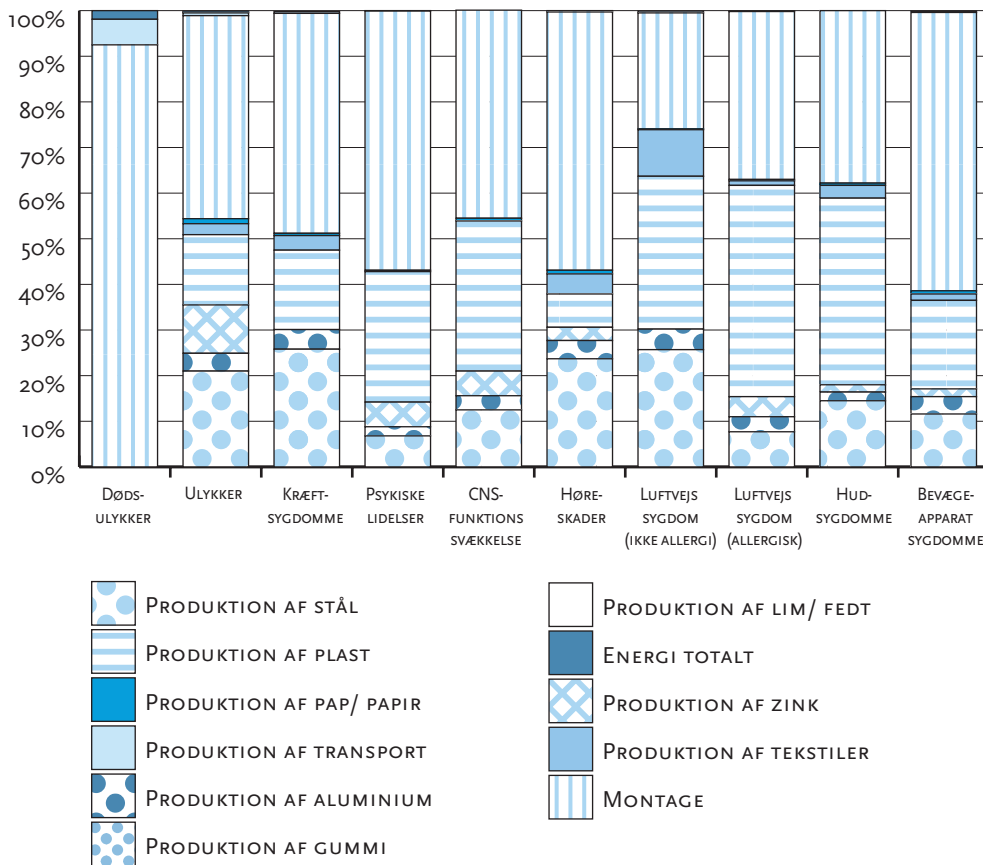 100%
90%
80%
70%
60%
50%
40%
30%
20%
10%
0%
Døds-
ulykker
Ulykker
Kræft-
sygdomme
Psykiske
lidelser
CNS-
funktions
svækkelse
Høre-
skader
Luftvejs
sygdom
(ikke allergi)
Luftvejs
sygdom
(allergisk)
Hud-
sygdomme
Bevæge-
apparat
sygdomme
Produktion af stål
Produktion af plast
Produktion af pap/ papir
Produktion af transport
Produktion af aluminium
Produktion af gummi
Produktion af lim/ fedt
Energi totalt
Produktion af zink
Produktion af tekstiler
Montage